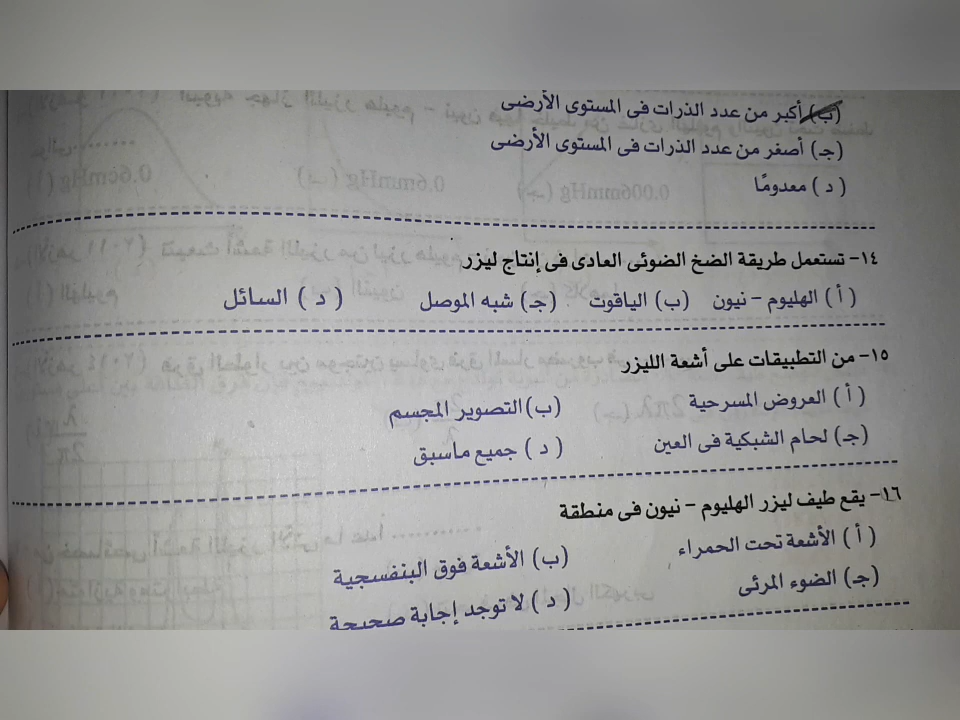 (ب) أكبر من عدد الذرات فى المستوى الأرضى
(جـ) أصغر من عدد الذرات فى المستوى الأرضى
( د ) معدومًا
١٤- تستعمل طريقة الضخ الضوئى العادى فى إنتاج ليزر
( أ ) الهليوم - نيون (ب) الياقوت (جـ) شبه الموصل ( د ) السائل
١٥- من التطبيقات على أشعة الليزر
( أ ) العروض المسرحية (ب) التصوير المجسم
(جـ) لحام الشبكية فى العين ( د ) جميع ماسبق
١٦- يقع طيف ليزر الهليوم - نيون فى منطقة
( أ ) الأشعة تحت الحمراء (ب) الأشعة فوق البنفسجية
(جـ) الضوء المرئى ( د ) لا توجد إجابة صحيحة